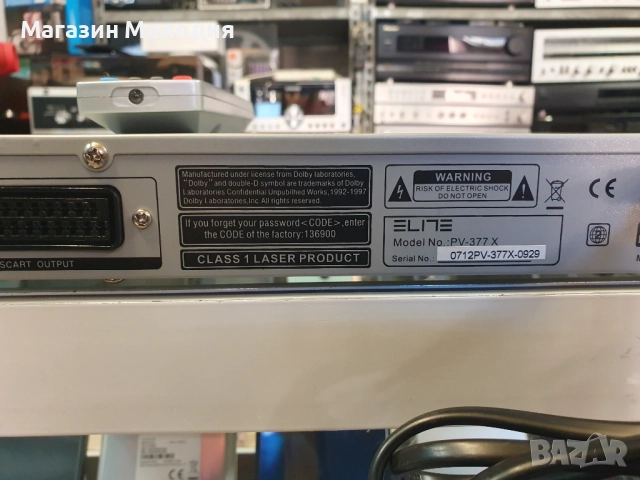 Магазин Мания
Manufactured under license from Dolby laboratories.
"Dolby" and double-D symbol are trademarks of Dolby
Laboratories Confidential Unpublished Works, 1992-1997
Dolby Laboratories,Inc All rights reserved.
If you forget your password <CODE>,enter
the CODE of the factory:136900
CLASS 1 LASER PRODUCT
WARNING
RISK OF ELECTRIC SHOCK
DO NOT OPEN
CE
ELITE
Model No.:PV-377 X
Serial No.: 0712PV-377X-0929
SCART OUTPUT
BAZAR